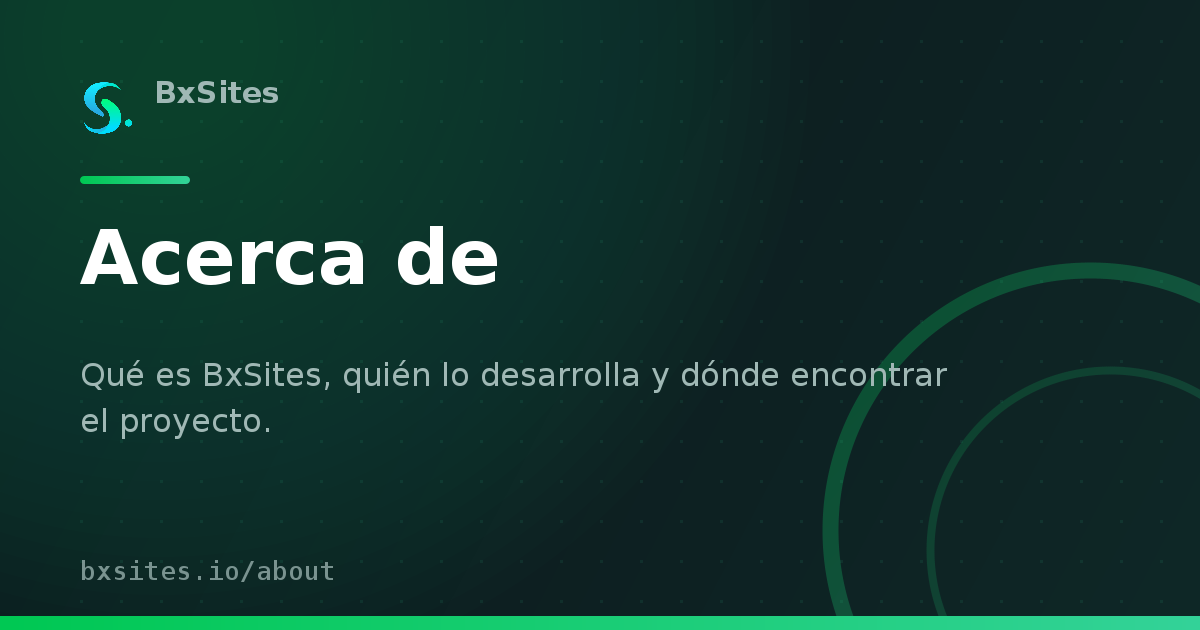 BxSites
Acerca de
Qué es BxSites, quién lo desarrolla y dónde encontrar
el proyecto.
bxsites.io/about